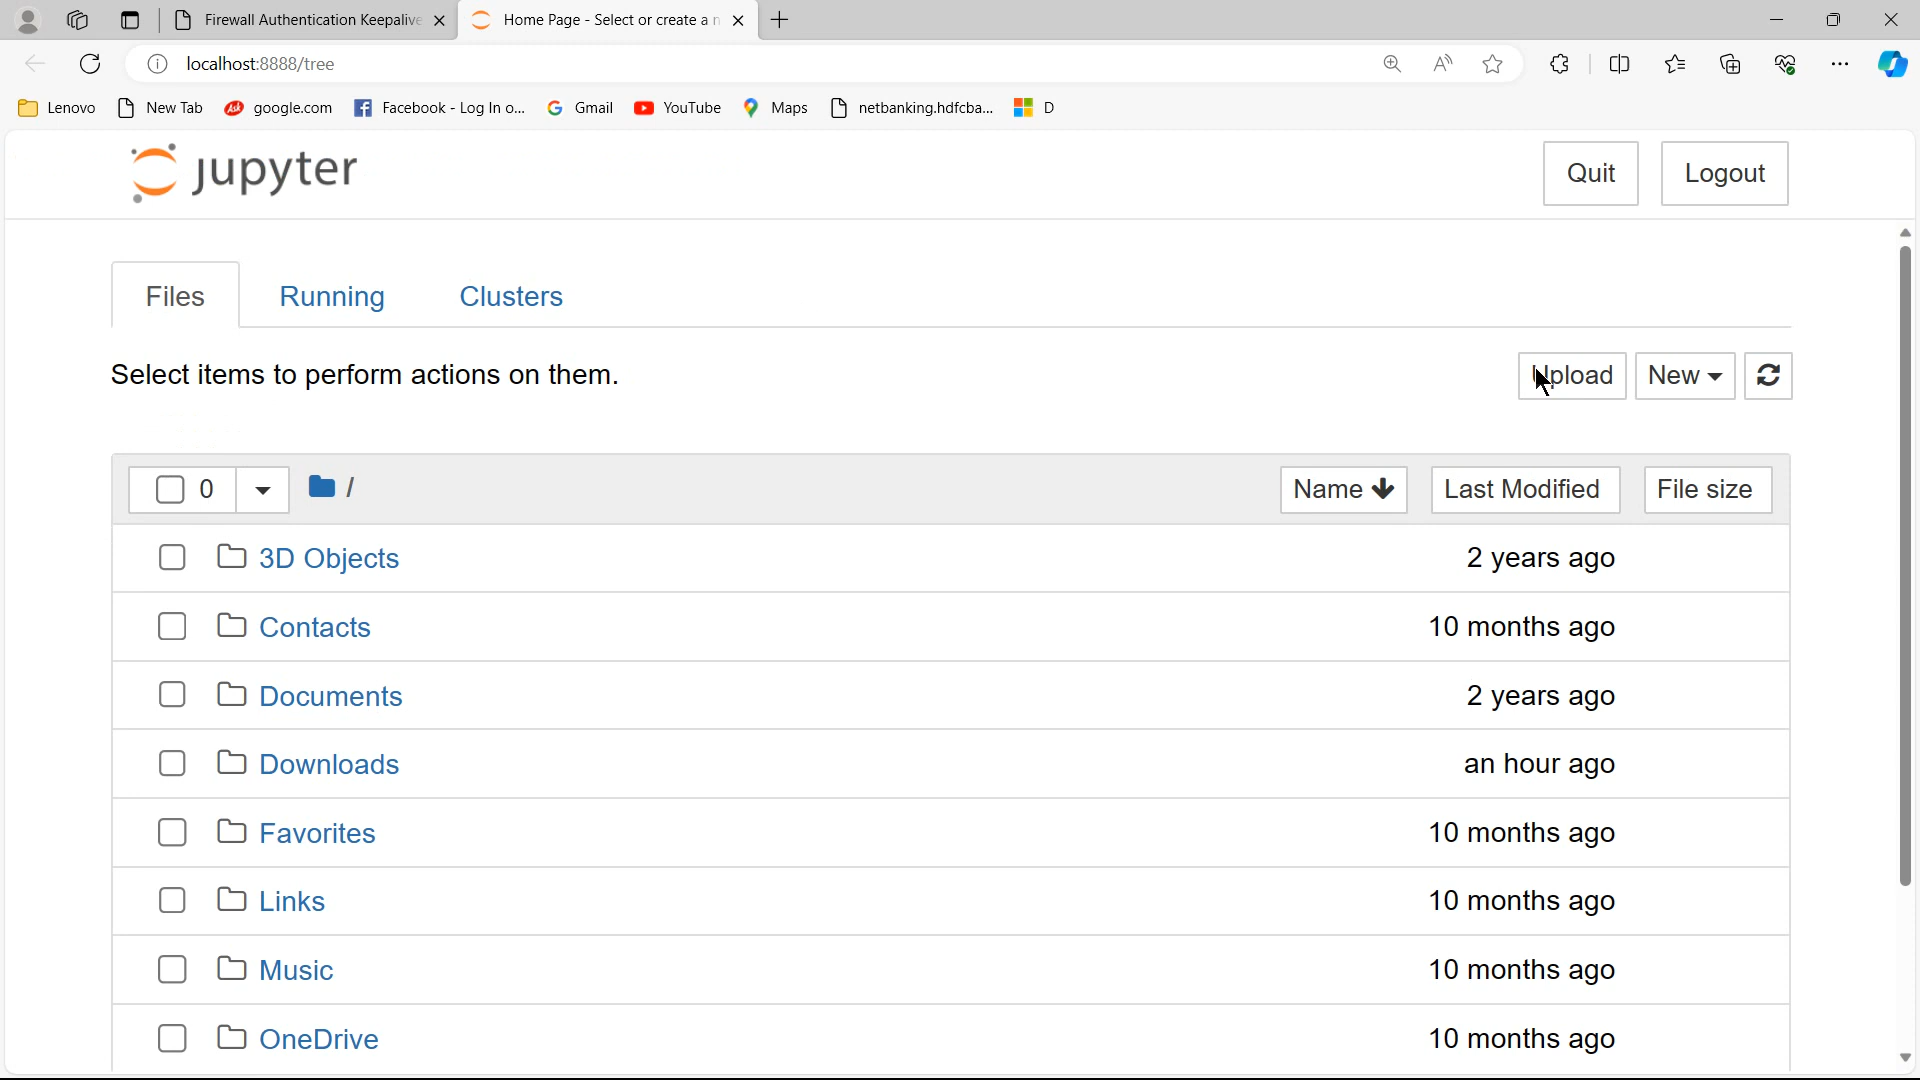 Firewall Authentication Keepalive
Home Page - Select or create a n
localhost:8888/tree
Lenovo New Tab google.com Facebook - Log In o... Gmail YouTube Maps netbanking.hdfcba... D
jupyter
Quit Logout
Files Running Clusters
Select items to perform actions on them.
Upload New
0 / Name Last Modified File size
3D Objects 2 years ago
Contacts 10 months ago
Documents 2 years ago
Downloads an hour ago
Favorites 10 months ago
Links 10 months ago
Music 10 months ago
OneDrive 10 months ago